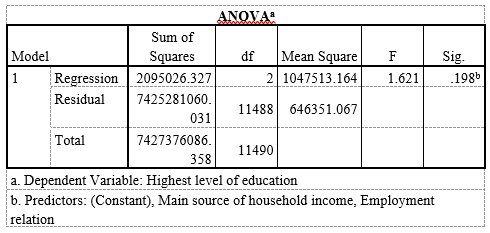 ANOVAᵃ
Model Sum of Squares df Mean Square F Sig.
1 Regression 2095026.327 2 1047513.164 1.621 .198ᵇ
Residual 7425281060.031 11488 646351.067
Total 7427376086.358 11490
a. Dependent Variable: Highest level of education
b. Predictors: (Constant), Main source of household income, Employment
relation